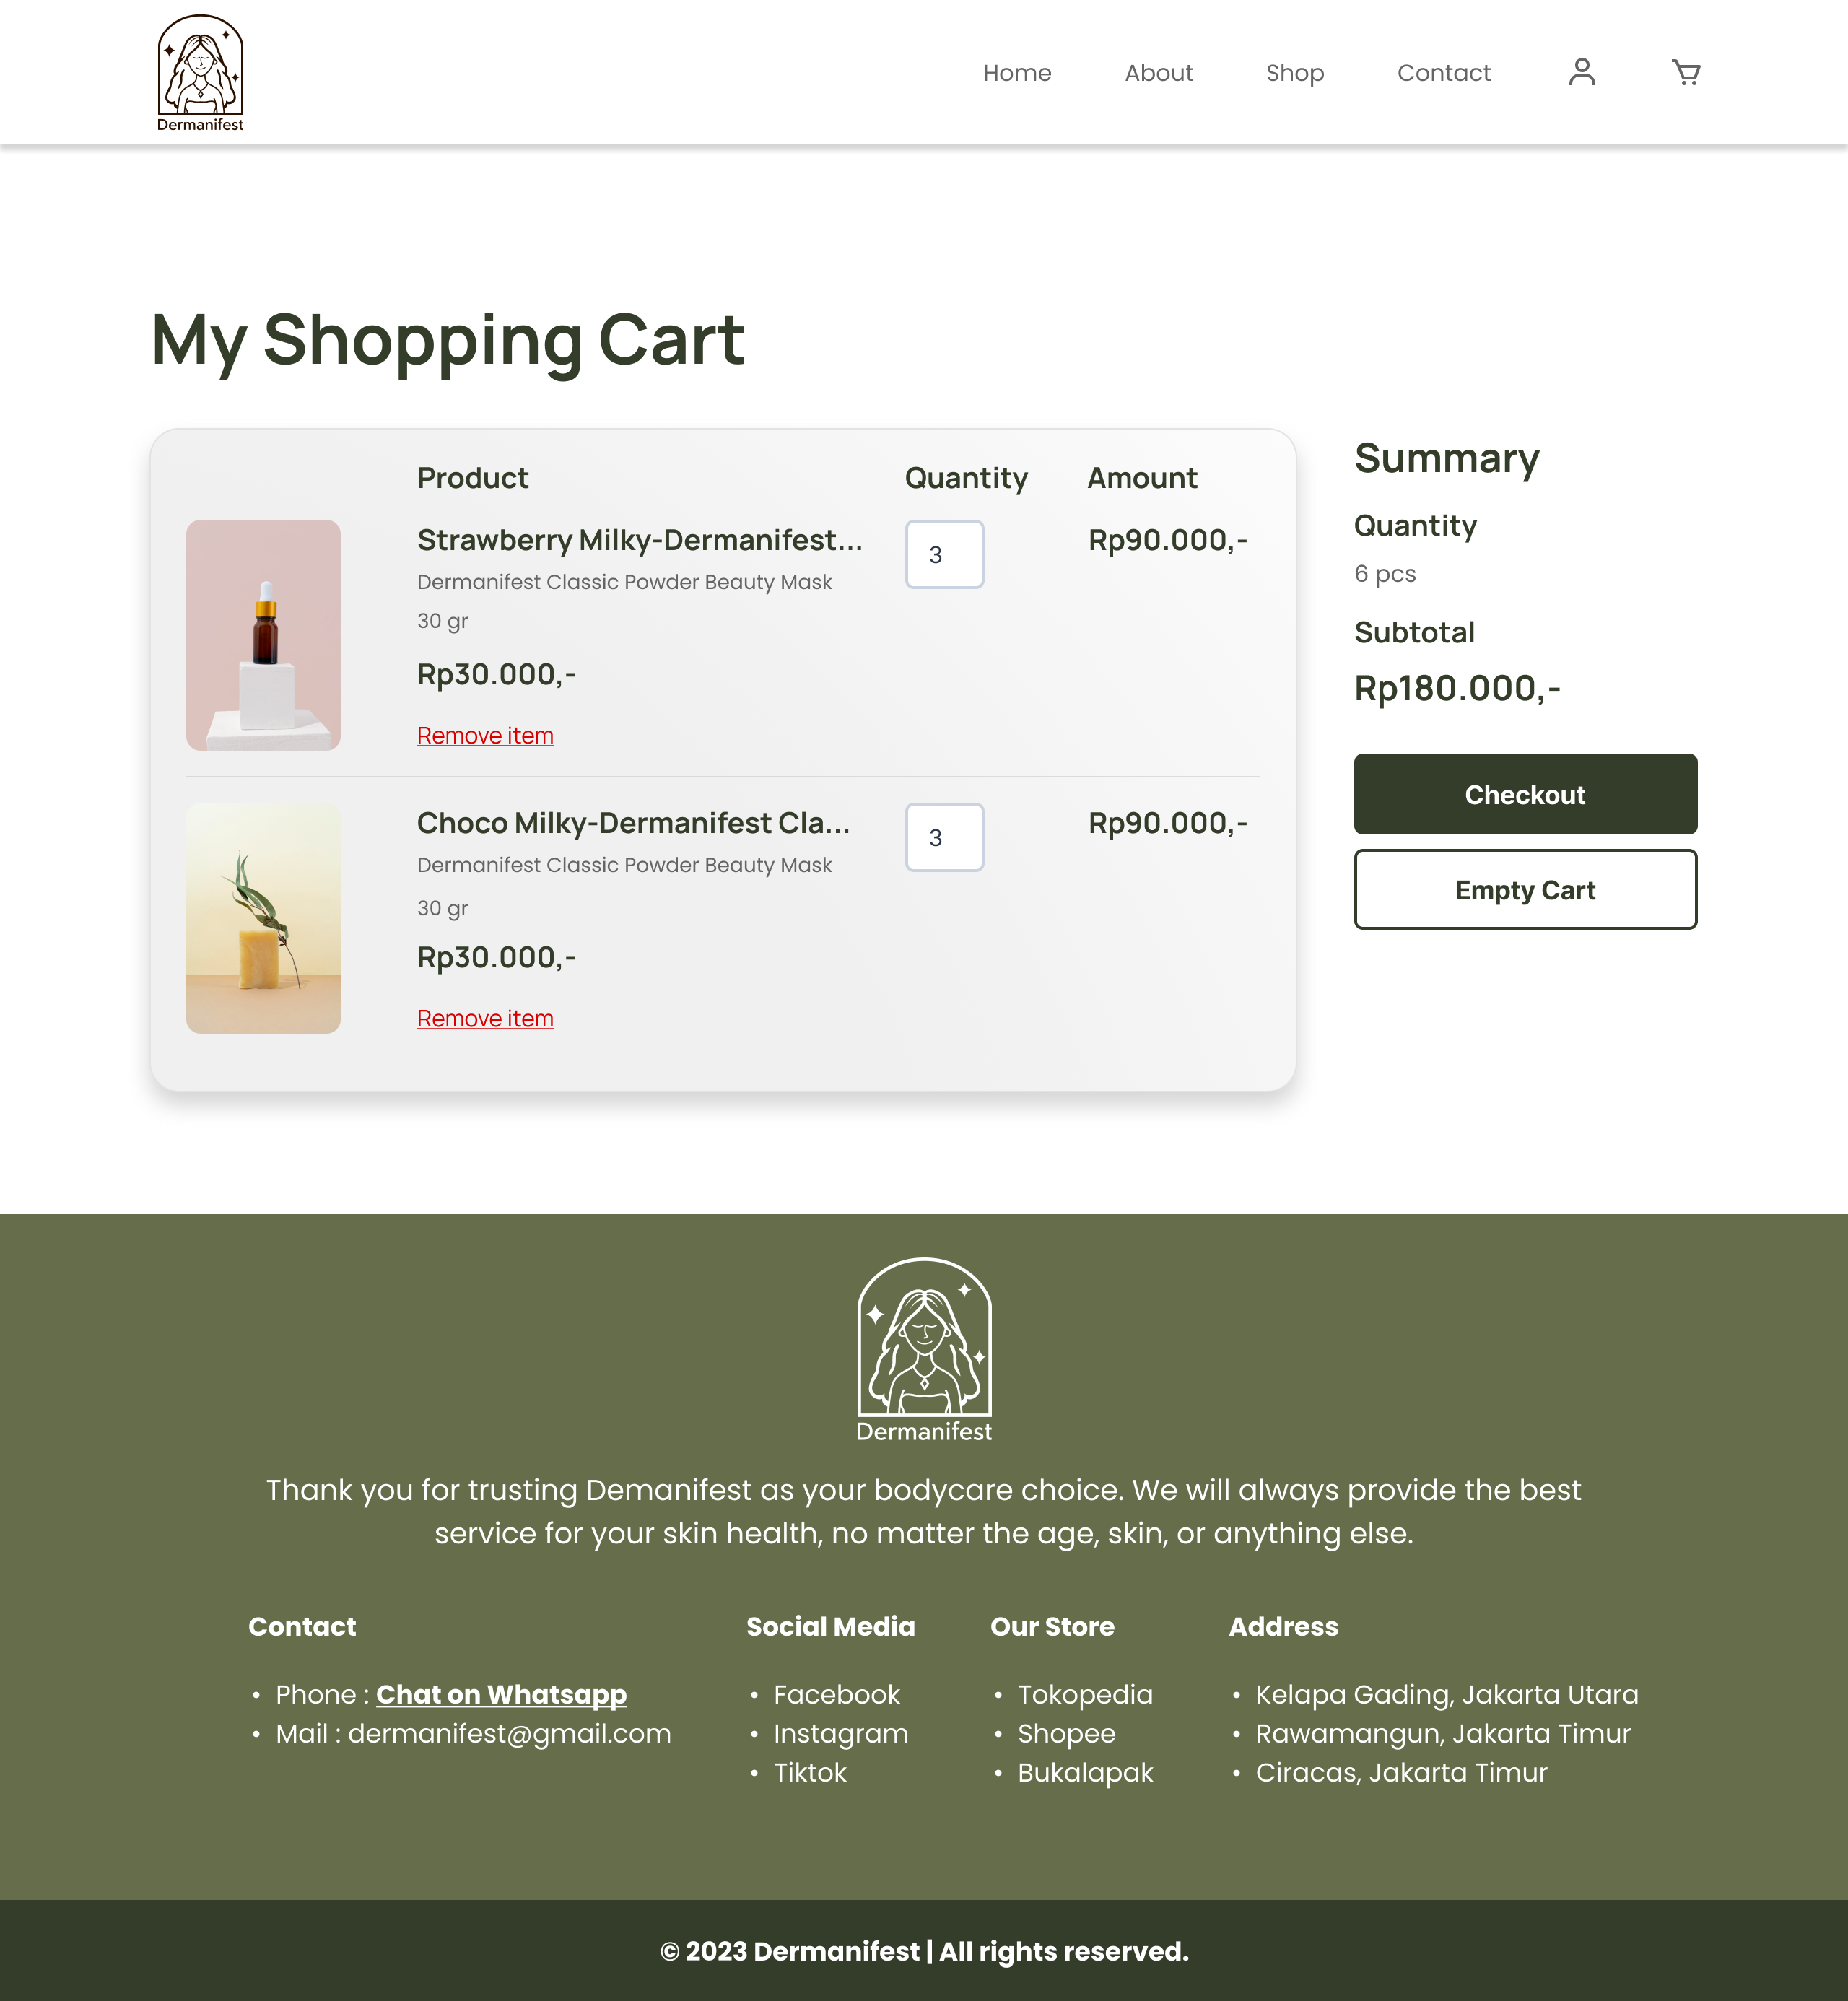 Dermanifest
Home
About
Shop
Contact
My Shopping Cart
Product
Quantity
Amount
Strawberry Milky-Dermanifest...
Dermanifest Classic Powder Beauty Mask
30 gr
Rp30.000,-
Remove item
3
Rp90.000,-
Choco Milky-Dermanifest Cla...
Dermanifest Classic Powder Beauty Mask
30 gr
Rp30.000,-
Remove item
3
Rp90.000,-
Summary
Quantity
6 pcs
Subtotal
Rp180.000,-
Checkout
Empty Cart
Dermanifest
Thank you for trusting Demanifest as your bodycare choice. We will always provide the best
service for your skin health, no matter the age, skin, or anything else.
Contact
• Phone : Chat on Whatsapp
• Mail : dermanifest@gmail.com
Social Media
• Facebook
• Instagram
• Tiktok
Our Store
• Tokopedia
• Shopee
• Bukalapak
Address
• Kelapa Gading, Jakarta Utara
• Rawamangun, Jakarta Timur
• Ciracas, Jakarta Timur
© 2023 Dermanifest | All rights reserved.